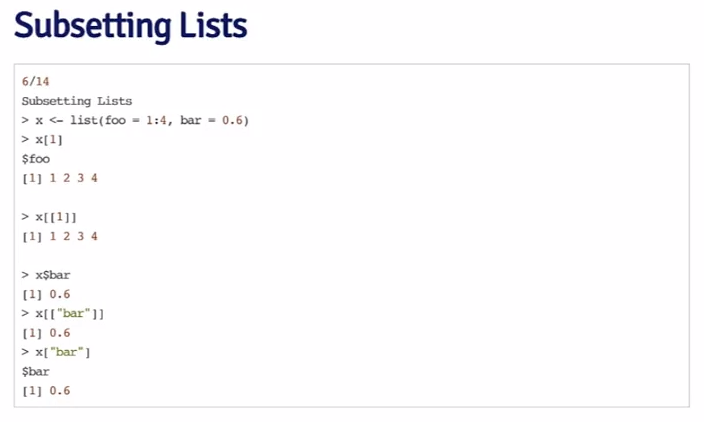 Subsetting Lists
6/14
Subsetting Lists
> x <- list(foo = 1:4, bar = 0.6)
> x[1]
$foo
[1] 1 2 3 4
> x[[1]]
[1] 1 2 3 4
> x$bar
[1] 0.6
> x[["bar"]]
[1] 0.6
> x["bar"]
$bar
[1] 0.6